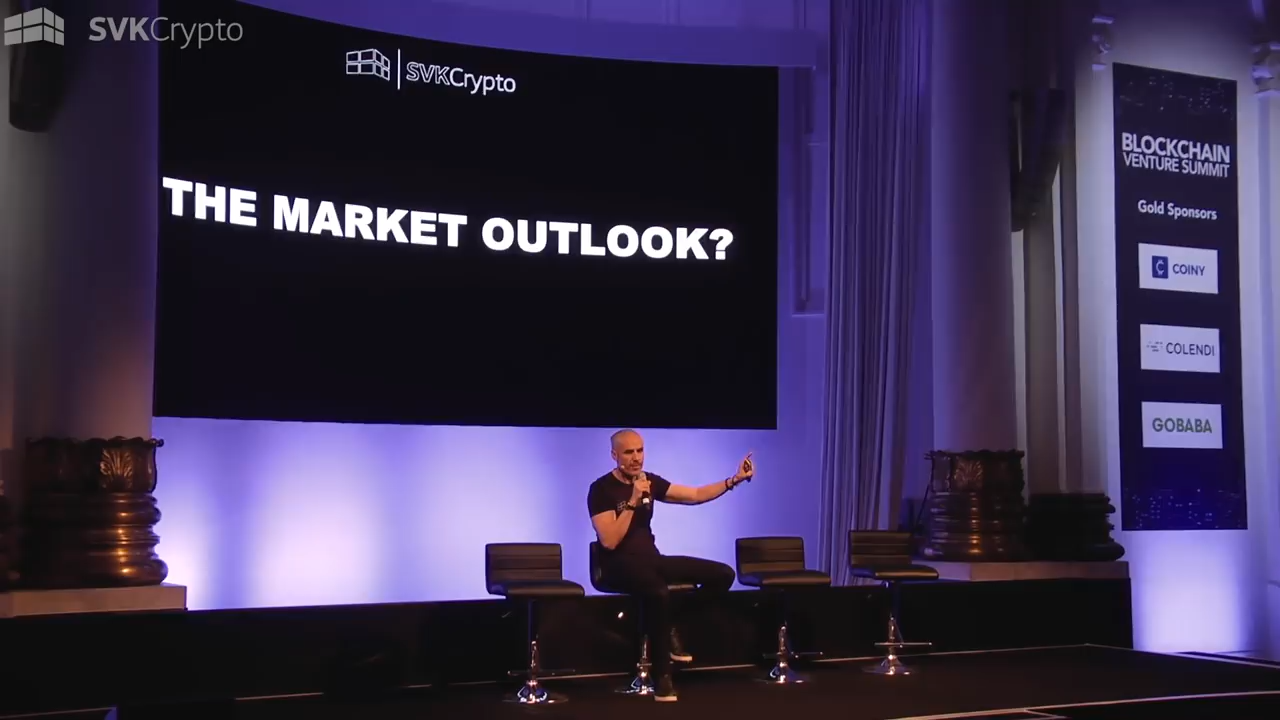 SVKCrypto
SVKCrypto
THE MARKET OUTLOOK?
BLOCKCHAIN
VENTURE SUMMIT
Gold Sponsors
C COINY
COLENDI
GOBABA